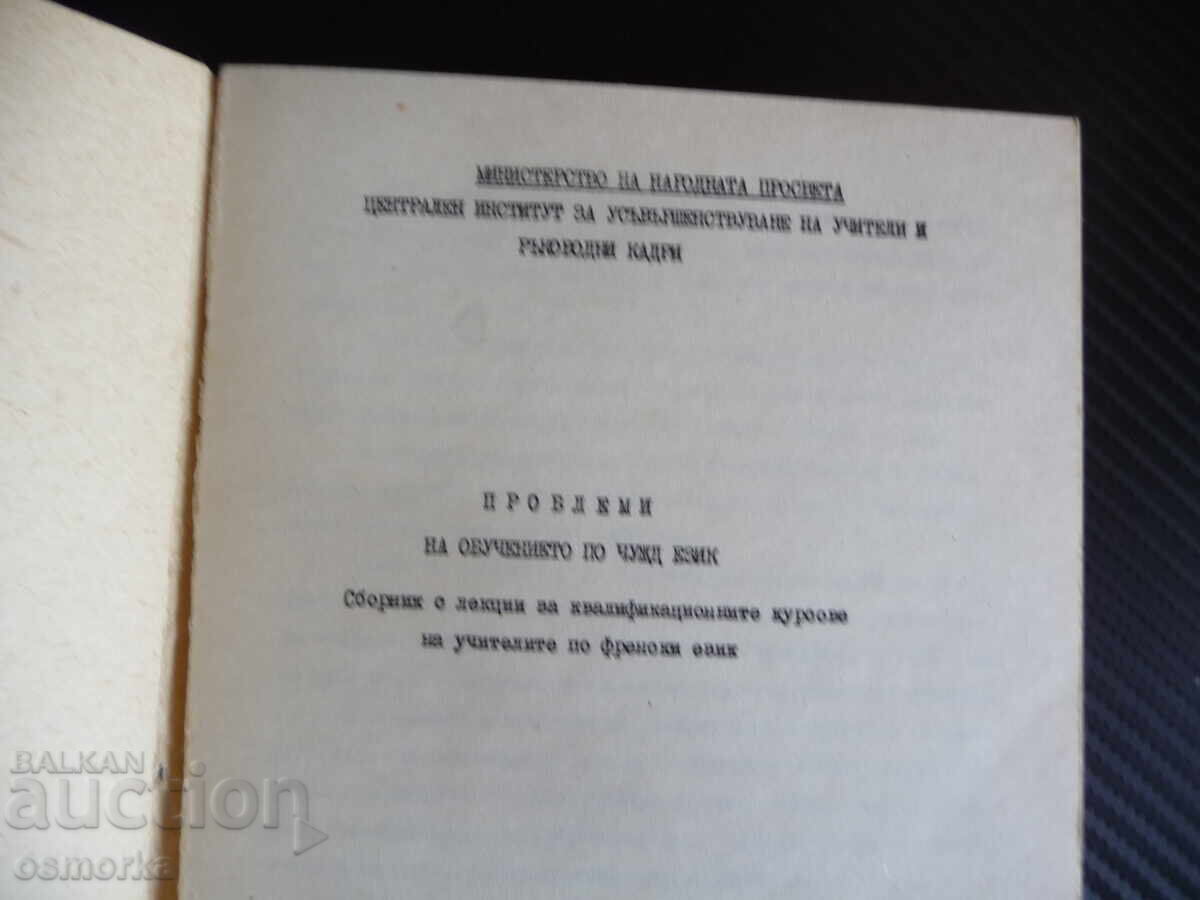 МИНИСТЕРСТВО НА НАРОДНАТА ПРОСВЕТА
ЦЕНТРАЛЕН ИНСТИТУТ ЗА УСЪВЪРШЕНСТВУВАНЕ НА УЧИТЕЛИ И
РЪКОВОДНИ КАДРИ
ПРОБЛЕМИ
НА ОБУЧЕНИЕТО ПО ЧУЖД ЕЗИК
Сборник с лекции за квалификационните курсове
на учителите по френски език
BALKAN
auction
osmorka